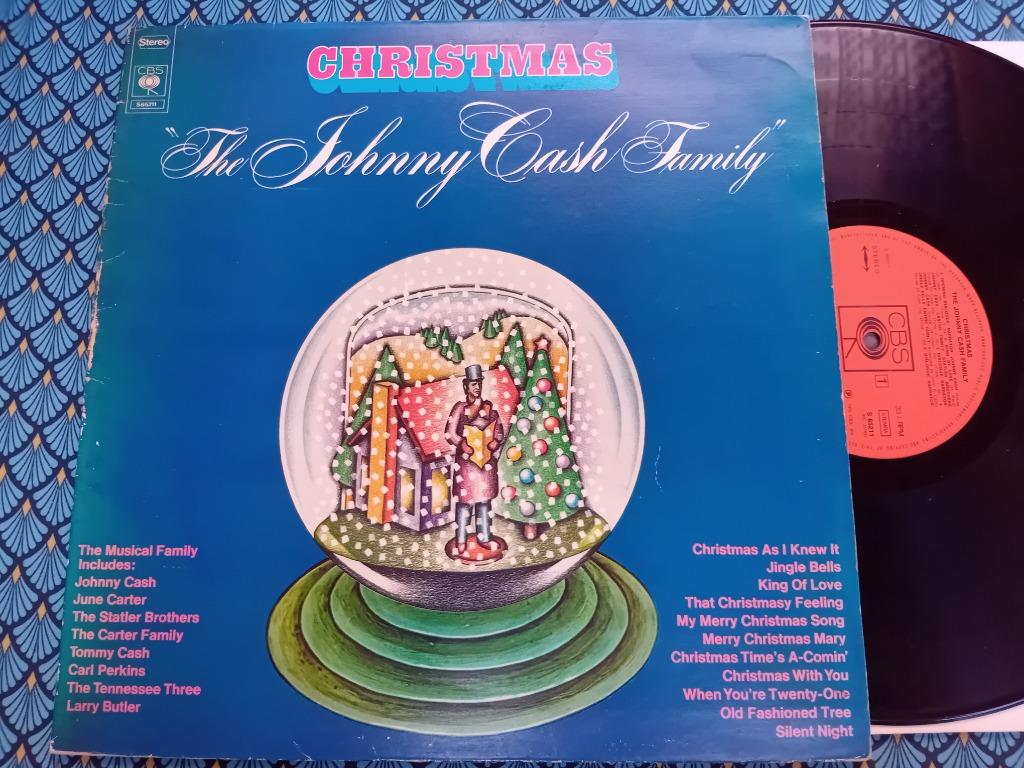 Stereo
CBS
S65211
CHRISTMAS
"The Johnny Cash Family"
The Musical Family
Includes:
Johnny Cash
June Carter
The Statler Brothers
The Carter Family
Tommy Cash
Carl Perkins
The Tennessee Three
Larry Butler
Christmas As I Knew It
Jingle Bells
King Of Love
That Christmasy Feeling
My Merry Christmas Song
Merry Christmas Mary
Christmas Time's A-Comin'
Christmas With You
When You're Twenty-One
Old Fashioned Tree
Silent Night
STEREO
CHRISTMAS
THE JOHNNY CASH FAMILY
CBS
1
RPM
S 65211